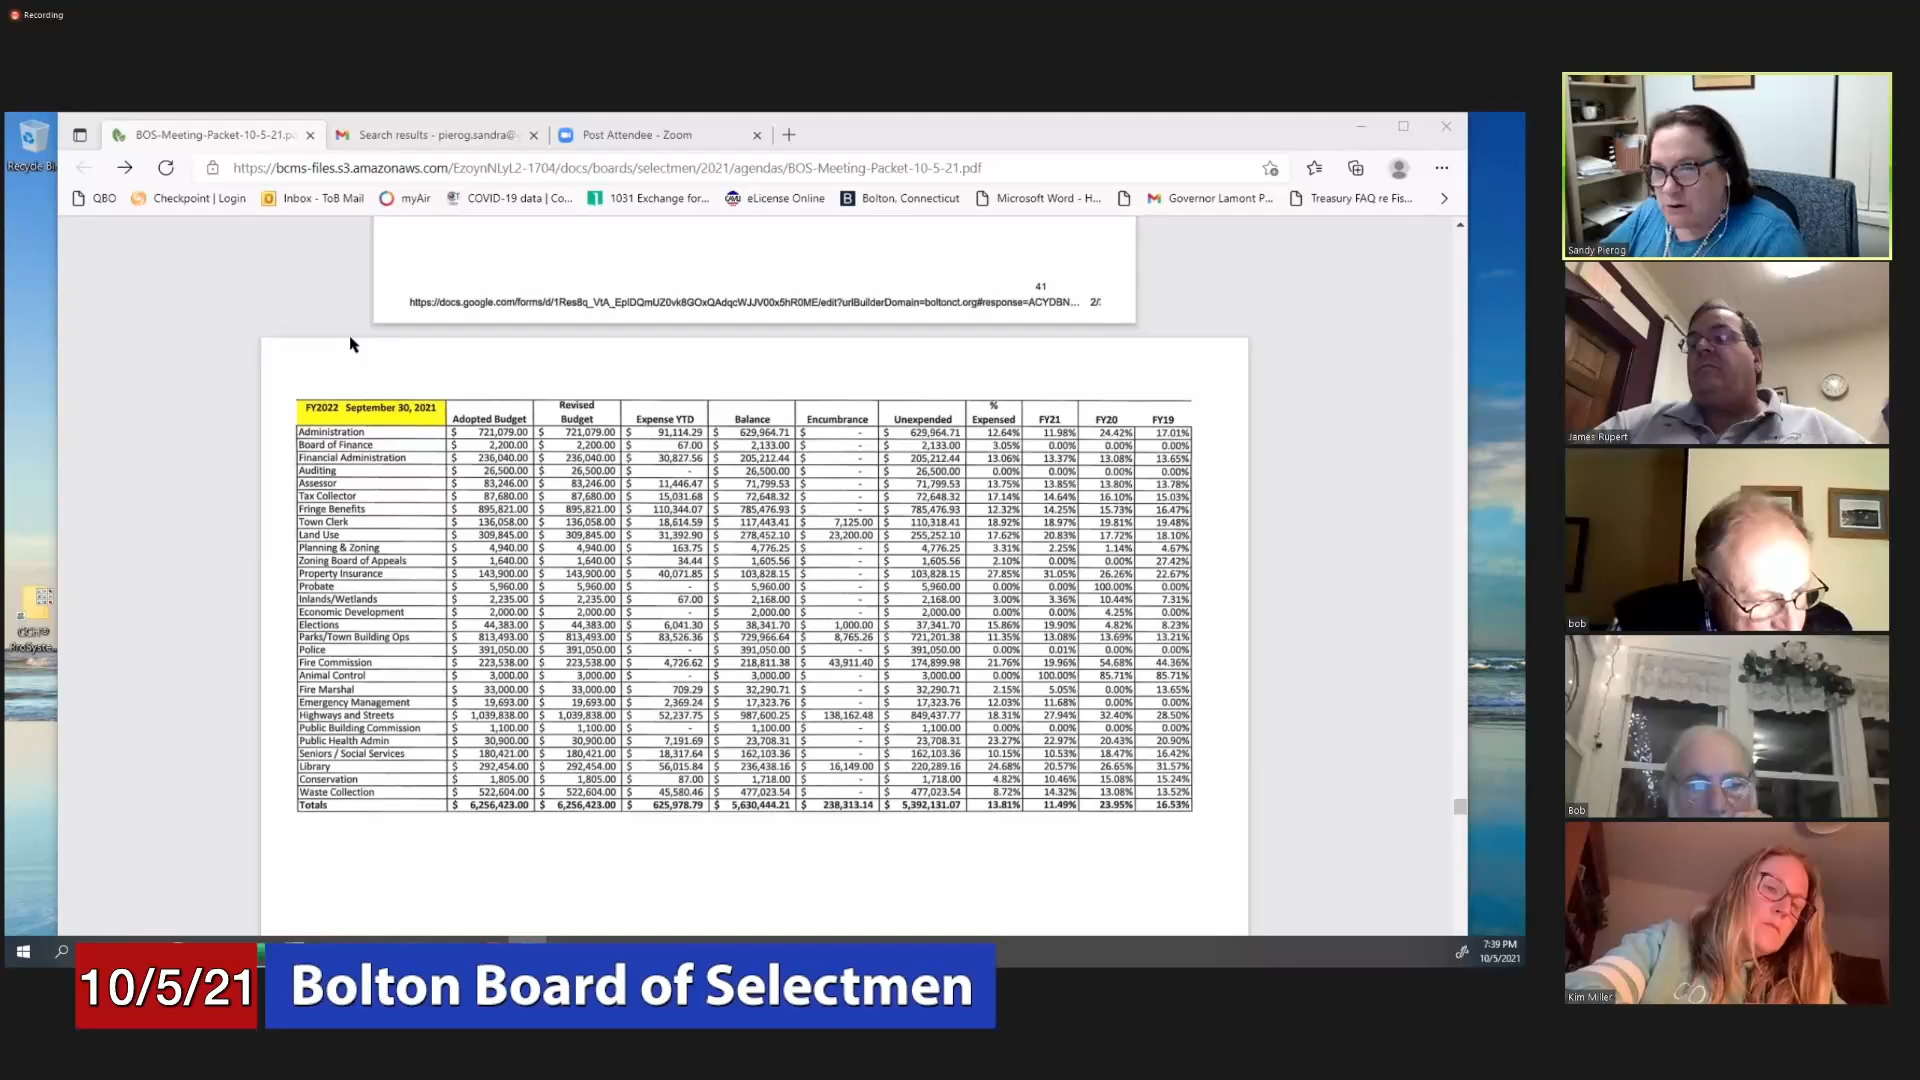 Recording
BOS-Meeting-Packet-10-5-21.pd
Search results - pierog.sandra@
Post Attendee - Zoom
https://bcms-files.s3.amazonaws.com/EzoynNLyL2-1704/docs/boards/selectmen/2021/agendas/BOS-Meeting-Packet-10-5-21.pdf
QBO Checkpoint | Login Inbox - ToB Mail myAir COVID-19 data | Co... 1031 Exchange for... eLicense Online Bolton, Connecticut Microsoft Word - H... Governor Lamont P... Treasury FAQ re Fis...
Recycle Bi
41
2/:
FY2022 September 30, 2021 Adopted Budget Revised Budget Expense YTD Balance Encumbrance Unexpended % Expensed FY21 FY20 FY19
Administration $ 721,079.00 $ 721,079.00 $ 91,114.29 $ 629,964.71 - $ 629,964.71 12.64% 11.98% 24.42% 17.01%
Board of Finance $ 2,200.00 $ 2,200.00 $ 67.00 $ 2,133.00 - $ 2,133.00 3.05% 0.00% 0.00% 0.00%
Financial Administration $ 236,040.00 $ 236,040.00 $ 30,827.56 $ 205,212.44 - $ 205,212.44 13.06% 13.37% 13.08% 13.65%
Auditing $ 26,500.00 $ 26,500.00 $ - $ 26,500.00 - $ 26,500.00 0.00% 0.00% 0.00% 0.00%
Assessor $ 83,246.00 $ 83,246.00 $ 11,446.47 $ 71,799.53 - $ 71,799.53 13.75% 13.85% 13.80% 13.78%
Tax Collector $ 87,680.00 $ 87,680.00 $ 15,031.68 $ 72,648.32 - $ 72,648.32 17.14% 14.64% 16.10% 15.03%
Fringe Benefits $ 895,821.00 $ 895,821.00 $ 110,344.07 $ 785,476.93 - $ 785,476.93 12.32% 14.25% 15.73% 16.47%
Town Clerk $ 136,058.00 $ 136,058.00 $ 18,614.59 $ 117,443.41 $ 7,125.00 $ 110,318.41 18.92% 18.97% 19.81% 19.48%
Land Use $ 309,845.00 $ 309,845.00 $ 31,392.90 $ 278,452.10 $ 23,200.00 $ 255,252.10 17.62% 20.83% 17.72% 18.10%
Planning & Zoning $ 4,940.00 $ 4,940.00 $ 163.75 $ 4,776.25 - $ 4,776.25 3.31% 2.25% 1.14% 4.67%
Zoning Board of Appeals $ 1,640.00 $ 1,640.00 $ 34.44 $ 1,605.56 - $ 1,605.56 2.10% 0.00% 0.00% 27.42%
Property Insurance $ 143,900.00 $ 143,900.00 $ 40,071.85 $ 103,828.15 - $ 103,828.15 27.85% 31.05% 26.26% 22.67%
Probate $ 5,960.00 $ 5,960.00 $ - $ 5,960.00 - $ 5,960.00 0.00% 0.00% 100.00% 0.00%
Inlands/Wetlands $ 2,235.00 $ 2,235.00 $ 67.00 $ 2,168.00 - $ 2,168.00 3.00% 3.36% 10.44% 7.31%
Economic Development $ 2,000.00 $ 2,000.00 $ - $ 2,000.00 - $ 2,000.00 0.00% 0.00% 4.25% 0.00%
Elections $ 44,383.00 $ 44,383.00 $ 6,041.30 $ 38,341.70 $ 1,000.00 $ 37,341.70 15.86% 19.90% 4.82% 8.23%
Parks/Town Building Ops $ 813,493.00 $ 813,493.00 $ 83,526.36 $ 729,966.64 $ 8,765.26 $ 721,201.38 11.35% 13.08% 13.69% 13.21%
Police $ 391,050.00 $ 391,050.00 $ - $ 391,050.00 - $ 391,050.00 0.00% 0.01% 0.00% 0.00%
Fire Commission $ 223,538.00 $ 223,538.00 $ 4,726.62 $ 218,811.38 $ 43,911.40 $ 174,899.98 21.76% 19.96% 54.68% 44.36%
Animal Control $ 3,000.00 $ 3,000.00 $ - $ 3,000.00 - $ 3,000.00 0.00% 100.00% 85.71% 85.71%
Fire Marshal $ 33,000.00 $ 33,000.00 $ 709.29 $ 32,290.71 - $ 32,290.71 2.15% 5.05% 0.00% 13.65%
Emergency Management $ 19,693.00 $ 19,693.00 $ 2,369.24 $ 17,323.76 - $ 17,323.76 12.03% 11.68% 0.00% 0.00%
Highways and Streets $ 1,039,838.00 $ 1,039,838.00 $ 52,237.75 $ 987,600.25 $ 138,162.48 $ 849,437.77 18.31% 27.94% 32.40% 28.50%
Public Building Commission $ 1,100.00 $ 1,100.00 $ - $ 1,100.00 - $ 1,100.00 0.00% 0.00% 0.00% 0.00%
Public Health Admin $ 30,900.00 $ 30,900.00 $ 7,191.69 $ 23,708.31 - $ 23,708.31 23.27% 22.97% 20.43% 20.90%
Seniors / Social Services $ 180,421.00 $ 180,421.00 $ 18,317.64 $ 162,103.36 - $ 162,103.36 10.15% 10.53% 18.47% 16.42%
Library $ 292,454.00 $ 292,454.00 $ 56,015.84 $ 236,438.16 $ 16,149.00 $ 220,289.16 24.68% 20.57% 26.65% 31.57%
Conservation $ 1,805.00 $ 1,805.00 $ 87.00 $ 1,718.00 - $ 1,718.00 4.82% 10.46% 15.08% 15.24%
Waste Collection $ 522,604.00 $ 522,604.00 $ 45,580.46 $ 477,023.54 - $ 477,023.54 8.72% 14.32% 13.08% 13.52%
Totals $ 6,256,423.00 $ 6,256,423.00 $ 625,978.79 $ 5,630,444.21 $ 238,313.14 $ 5,392,131.07 13.81% 11.49% 23.95% 16.53%
7:39 PM
10/5/2021
10/5/21 Bolton Board of Selectmen
Sandy Pierog
James Rupert
bob
Bob
Kim Miller